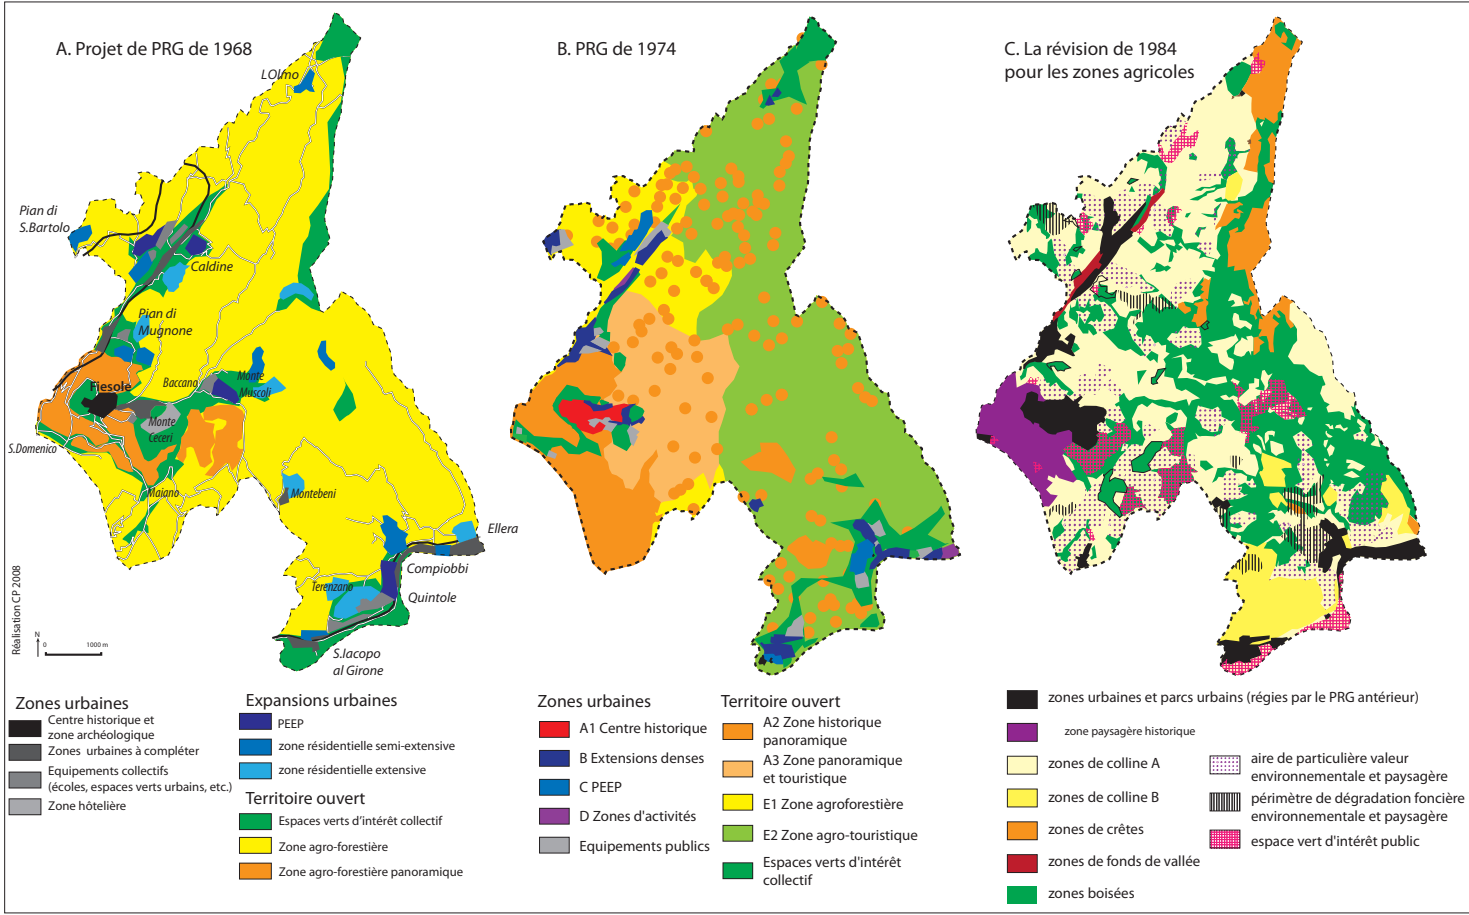 A. Projet de PRG de 1968
B. PRG de 1974
C. La révision de 1984
pour les zones agricoles
LOlmo
Pian di
S.Bartolo
Caldine
Pian di
Mugnone
Fiesole
Baccano
Monte
Muscoli
Monte
Ceceri
S.Domenico
Maiano
Montebeni
Ellera
Compiobbi
Terenzano
Quintole
S.Iacopo
al Girone
Réalisation CP 2008
N
0 1000 m
Zones urbaines
Centre historique et
zone archéologique
Zones urbaines à compléter
Equipements collectifs
(écoles, espaces verts urbains, etc.)
Zone hôtelière
Expansions urbaines
PEEP
zone résidentielle semi-extensive
zone résidentielle extensive
Territoire ouvert
Espaces verts d'intérêt collectif
Zone agro-forestière
Zone agro-forestière panoramique
Zones urbaines
A1 Centre historique
B Extensions denses
C PEEP
D Zones d'activités
Equipements publics
Territoire ouvert
A2 Zone historique
panoramique
A3 Zone panoramique
et touristique
E1 Zone agroforestière
E2 Zone agro-touristique
Espaces verts d'intérêt
collectif
zones urbaines et parcs urbains (régies par le PRG antérieur)
zone paysagère historique
zones de colline A
zones de colline B
zones de crêtes
zones de fonds de vallée
zones boisées
aire de particulière valeur
environnementale et paysagère
périmètre de dégradation foncière
environnementale et paysagère
espace vert d'intérêt public